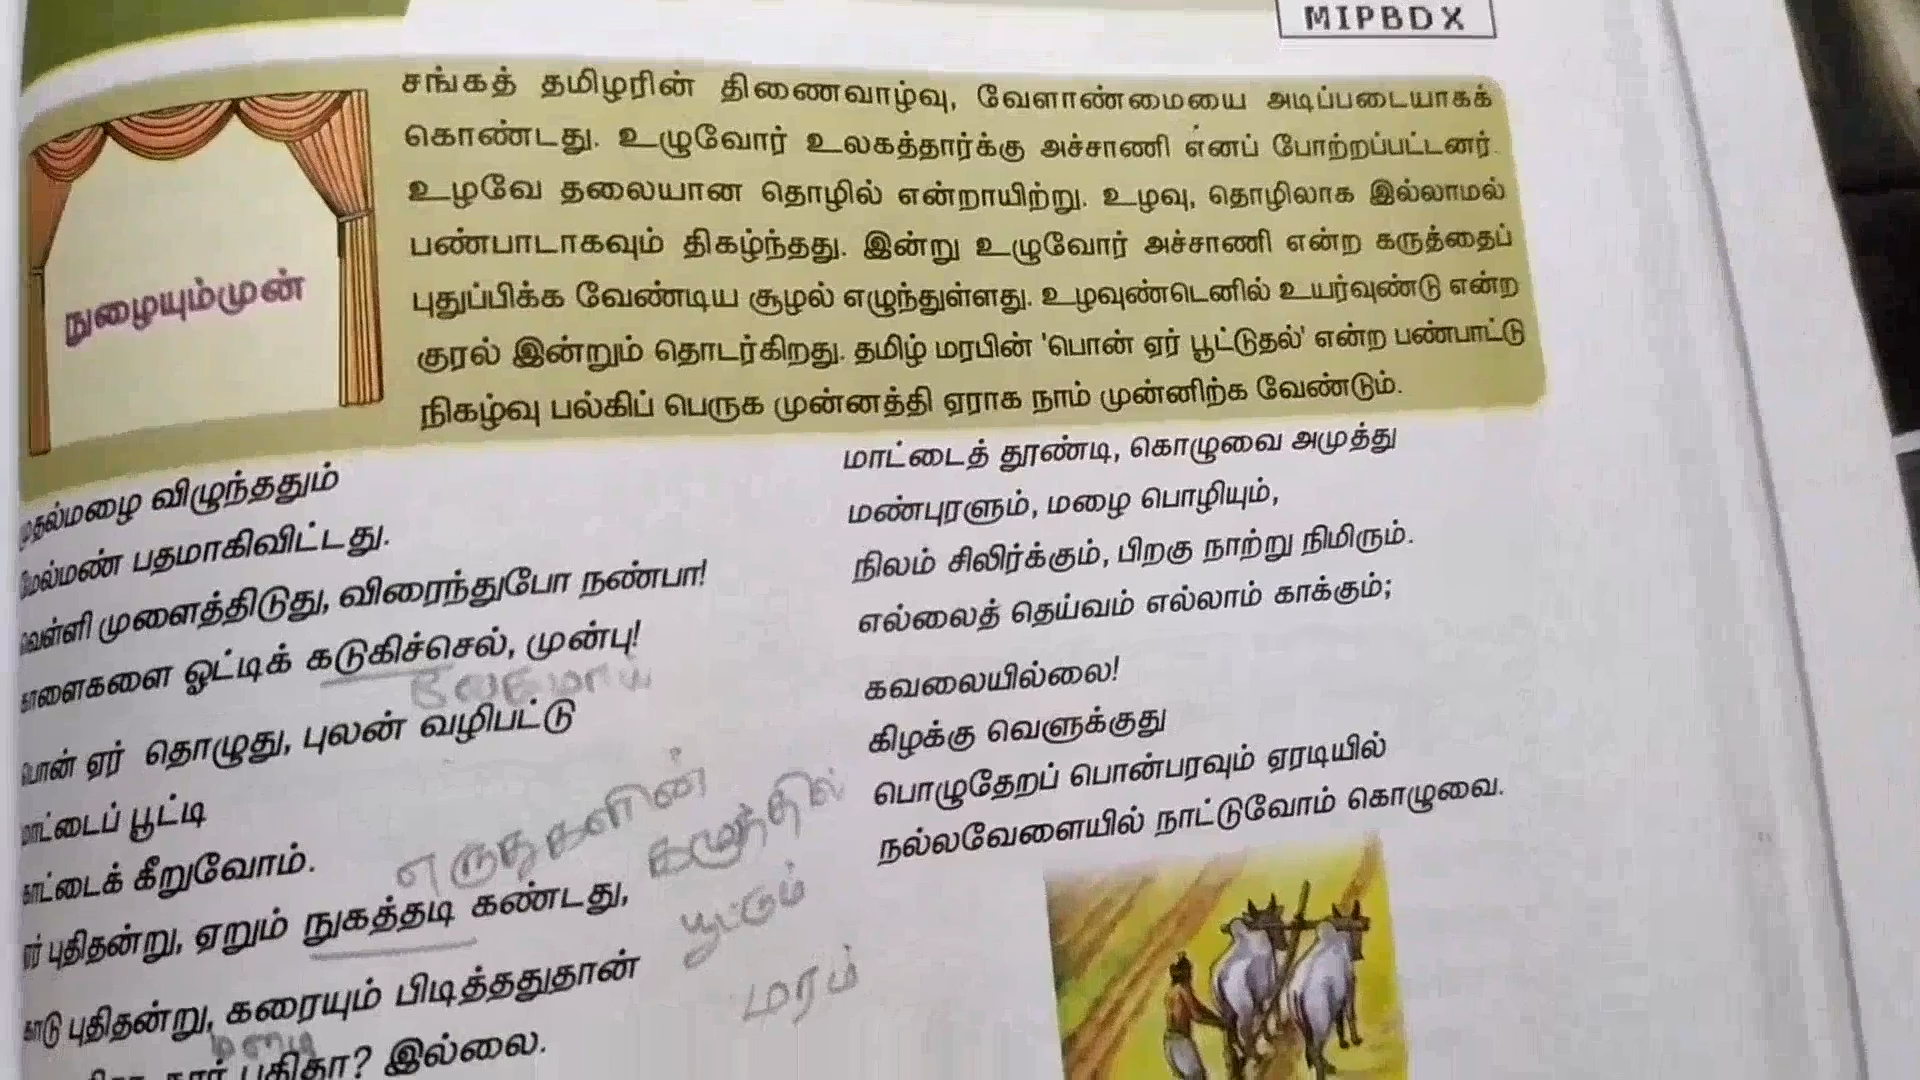 MIPBDX
நுழையும்முன்
சங்கத் தமிழரின் திணைவாழ்வு, வேளாண்மையை அடிப்படையாகக்
கொண்டது. உழுவோர் உலகத்தார்க்கு அச்சாணி எனப் போற்றப்பட்டனர்.
உழவே தலையான தொழில் என்றாயிற்று. உழவு, தொழிலாக இல்லாமல்
பண்பாடாகவும் திகழ்ந்தது. இன்று உழுவோர் அச்சாணி என்ற கருத்தைப்
புதுப்பிக்க வேண்டிய சூழல் எழுந்துள்ளது. உழவுண்டெனில் உயர்வுண்டு என்ற
குரல் இன்றும் தொடர்கிறது. தமிழ் மரபின் 'பொன் ஏர் பூட்டுதல்' என்ற பண்பாட்டு
நிகழ்வு பல்கிப் பெருக முன்னத்தி ஏராக நாம் முன்னிற்க வேண்டும்.
முதல்மழை விழுந்ததும்
மேல்மண் பதமாகிவிட்டது.
வெள்ளி முளைத்திடுது, விரைந்துபோ நண்பா!
காளைகளை ஓட்டிக் கடுகிச்செல், முன்பு!
வேகமாய்
பொன் ஏர் தொழுது, புலன் வழிபட்டு
மாட்டைப் பூட்டி
காட்டைக் கீறுவோம்.
எருதுகளின்
கழுத்தில்
பூட்டும்
மரம்
ஏர் புதிதன்று, ஏறும் நுகத்தடி கண்டது,
காடு புதிதன்று, கரையும் பிடித்ததுதான்
மழை
கார் புதிதா? இல்லை.
மாட்டைத் தூண்டி, கொழுவை அமுத்து
மண்புரளும், மழை பொழியும்,
நிலம் சிலிர்க்கும், பிறகு நாற்று நிமிரும்.
எல்லைத் தெய்வம் எல்லாம் காக்கும்;
கவலையில்லை!
கிழக்கு வெளுக்குது
பொழுதேறப் பொன்பரவும் ஏரடியில்
நல்லவேளையில் நாட்டுவோம் கொழுவை.